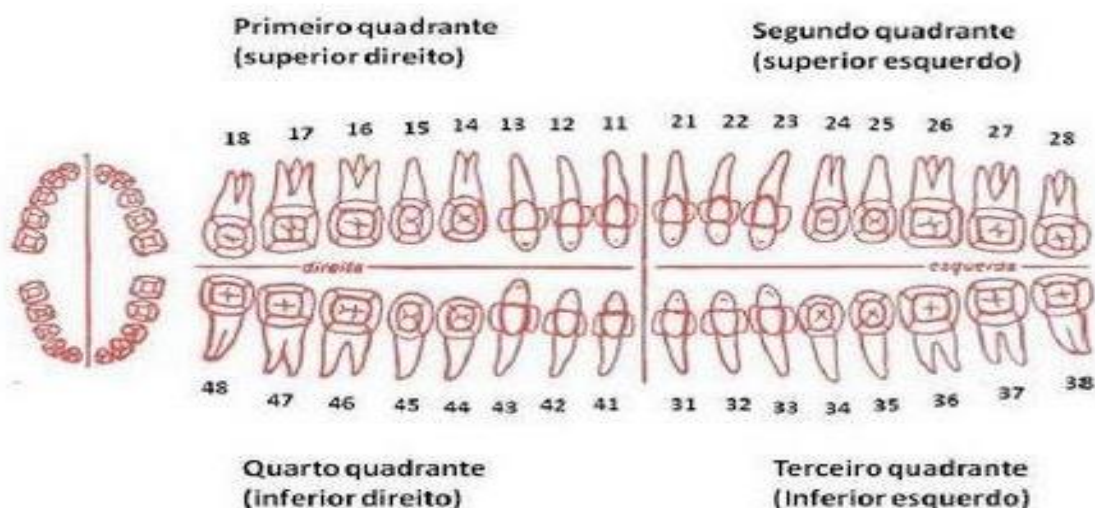 Primeiro quadrante
(superior direito)
Segundo quadrante
(superior esquerdo)
18 17 16 15 14 13 12 11 21 22 23 24 25 26 27 28
direita esquerda
48 47 46 45 44 43 42 41 31 32 33 34 35 36 37 38
Quarto quadrante
(inferior direito)
Terceiro quadrante
(Inferior esquerdo)